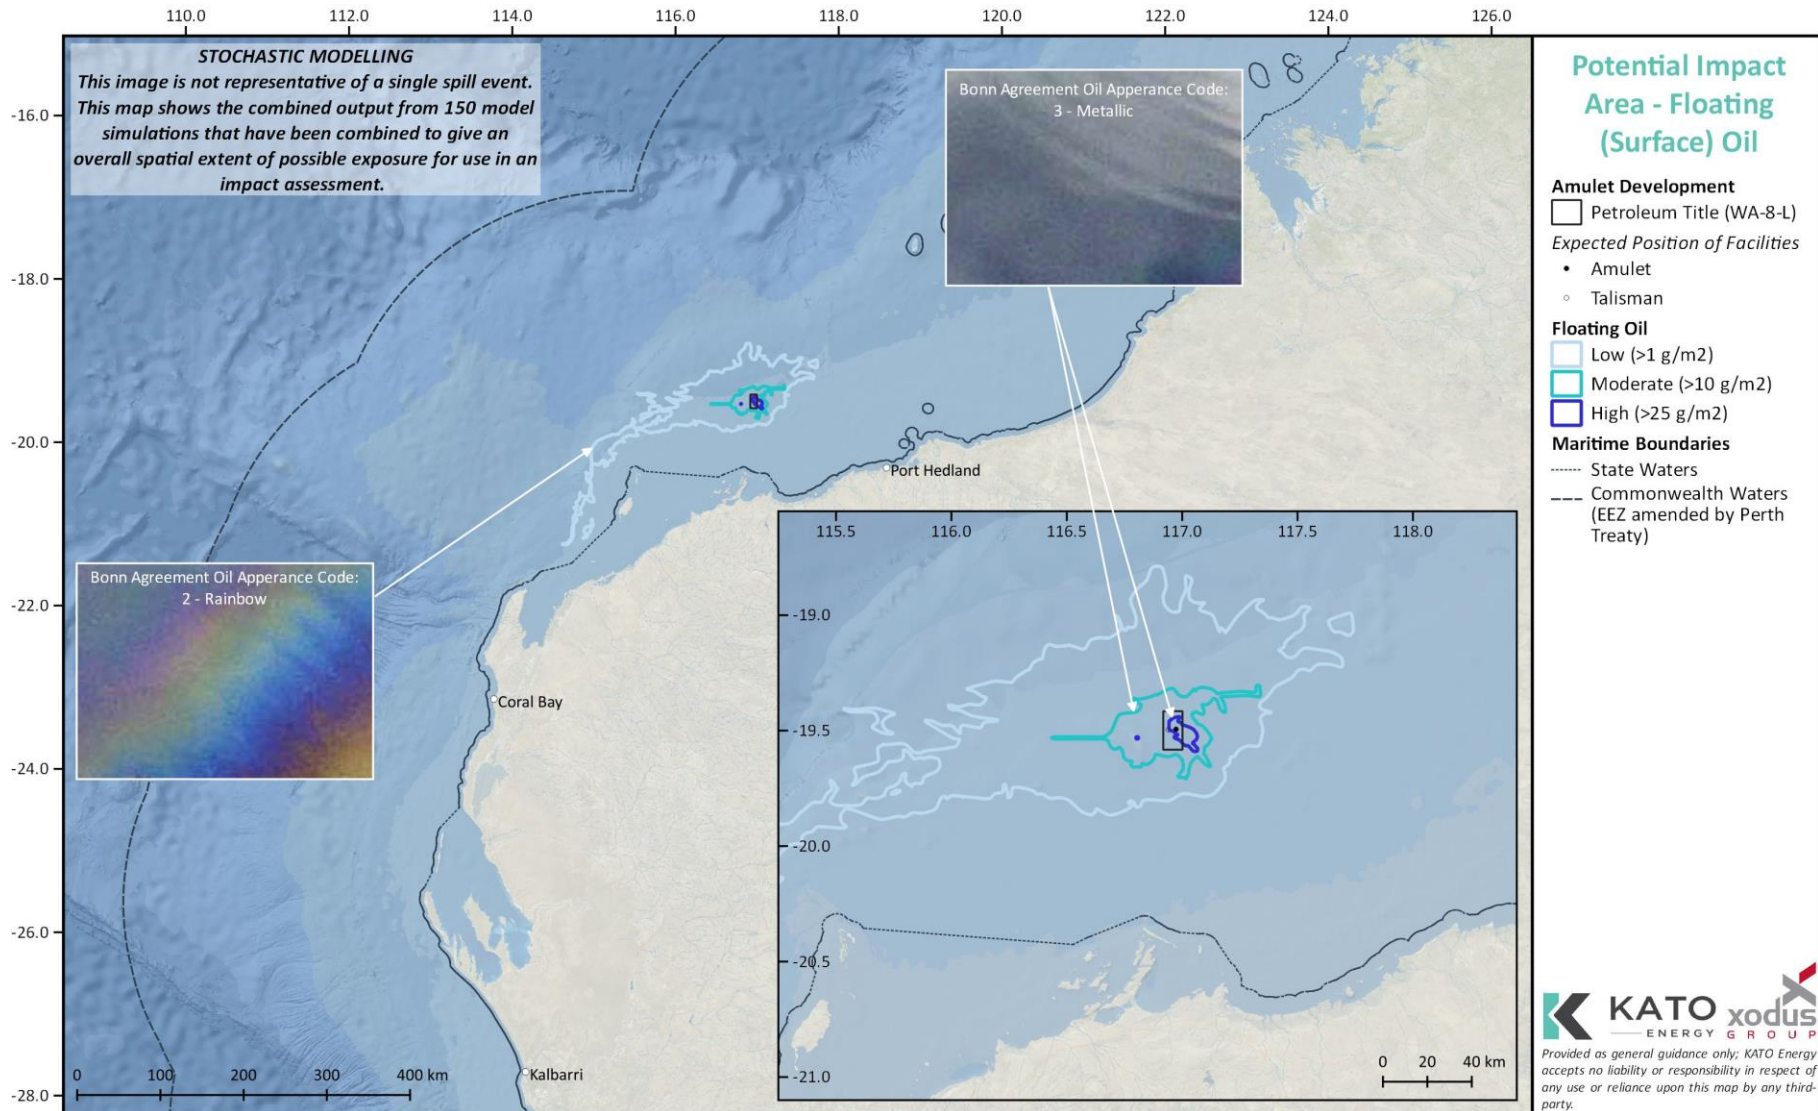 110.0
112.0
114.0
116.0
118.0
120.0
122.0
124.0
126.0
STOCHASTIC MODELLING
This image is not representative of a single spill event.
This map shows the combined output from 150 model
simulations that have been combined to give an
overall spatial extent of possible exposure for use in an
impact assessment.
-16.0
-18.0
-20.0
-22.0
-24.0
-26.0
-28.0
Bonn Agreement Oil Apperance Code:
3 - Metallic
Port Hedland
Bonn Agreement Oil Apperance Code:
2 - Rainbow
Coral Bay
Kalbarri
0
100
200
300
400 km
115.5
116.0
116.5
117.0
117.5
118.0
-19.0
-19.5
-20.0
-20.5
-21.0
0
20
40 km
Potential Impact
Area - Floating
(Surface) Oil
Amulet Development
Petroleum Title (WA-8-L)
Expected Position of Facilities
Amulet
Talisman
Floating Oil
Low (>1 g/m2)
Moderate (>10 g/m2)
High (>25 g/m2)
Maritime Boundaries
State Waters
Commonwealth Waters
(EEZ amended by Perth
Treaty)
KATO
ENERGY
xodus
GROUP
Provided as general guidance only; KATO Energy
accepts no liability or responsibility in respect of
any use or reliance upon this map by any third-
party.